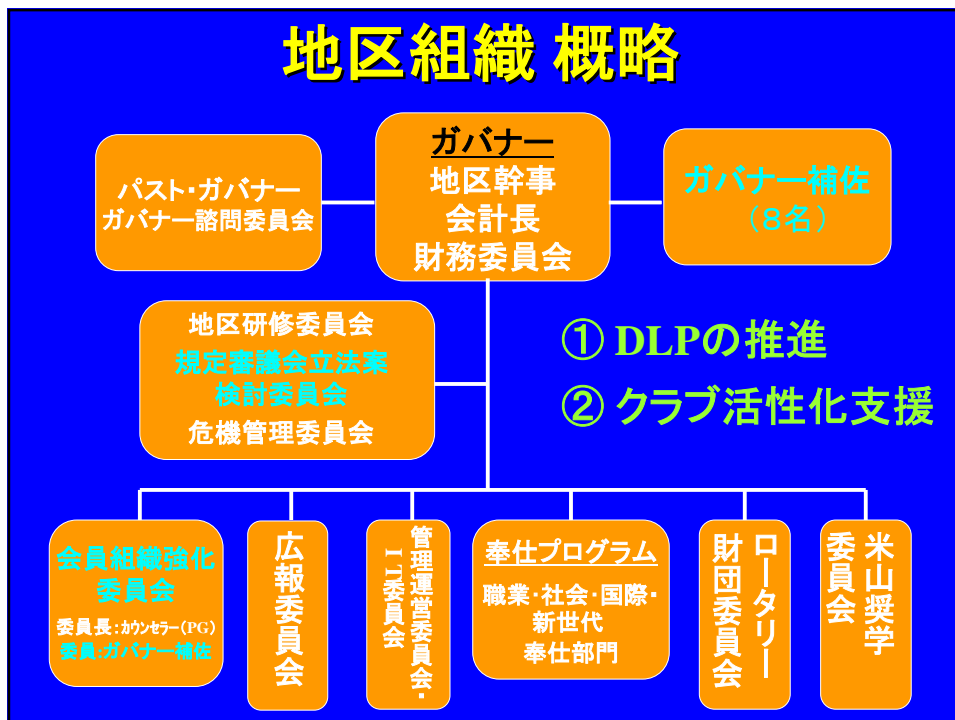 地区組織 概略
パスト・ガバナー
ガバナー諮問委員会
ガバナー
地区幹事
会計長
財務委員会
ガバナー補佐
（８名）
地区研修委員会
規定審議会立法案
検討委員会
危機管理委員会
① DLPの推進
② クラブ活性化支援
会員組織強化
委員会
委員長：ｶｳﾝｾﾗｰ(PG)
委員:ガバナー補佐
広報委員会
管理運営委員会・
ＩＴ委員会
奉仕プログラム
職業・社会・国際・
新世代
奉仕部門
ロータリー
財団委員会
米山奨学
委員会